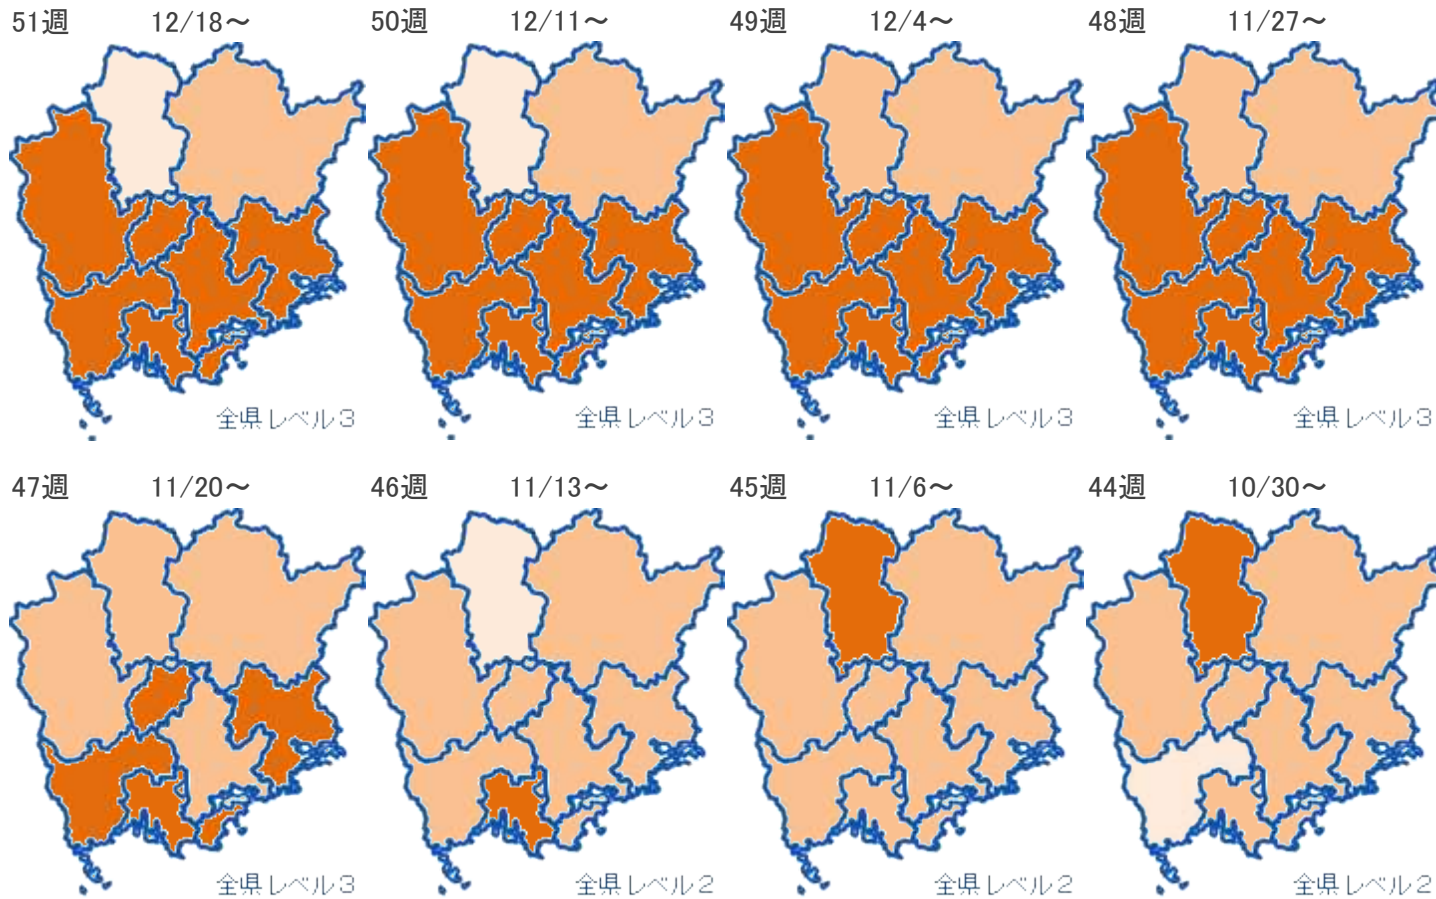 51週 12/18～
50週 12/11～
49週 12/4～
48週 11/27～
全県レベル3
全県レベル3
全県レベル3
全県レベル3
47週 11/20～
46週 11/13～
45週 11/6～
44週 10/30～
全県レベル3
全県レベル2
全県レベル2
全県レベル2